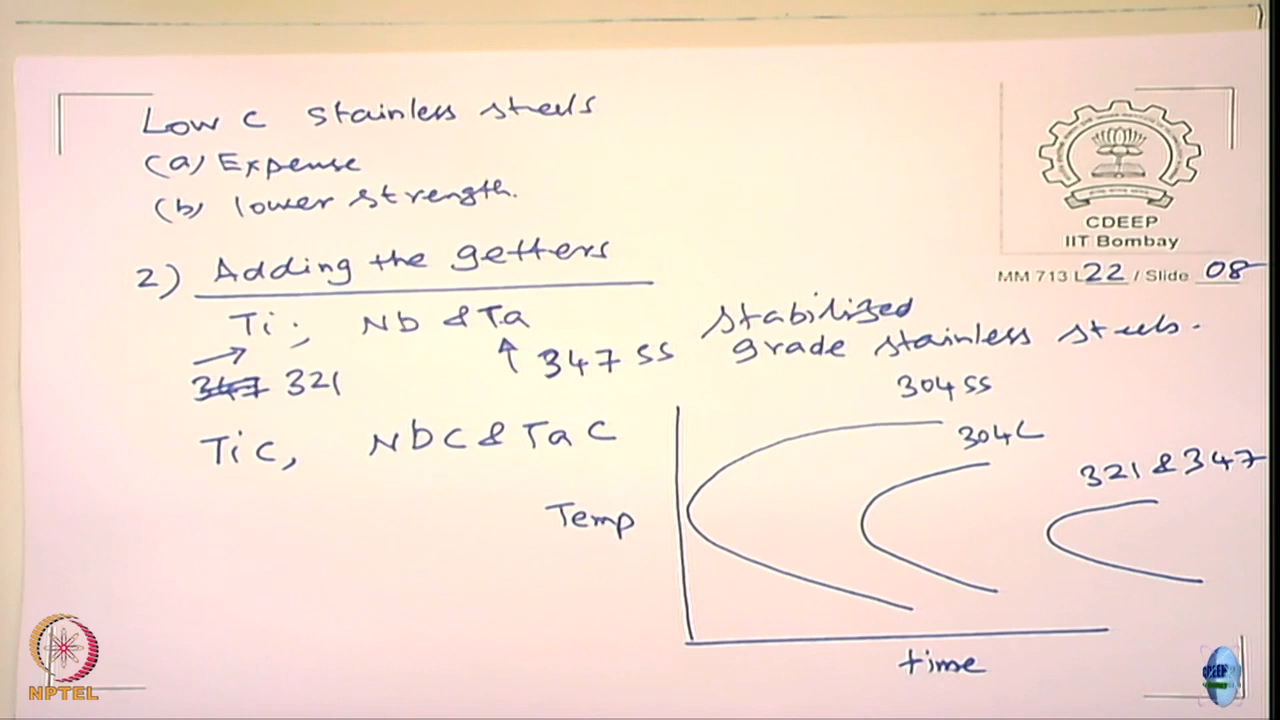 Low C stainless steels
(a) Expense
(b) lower strength.
2) Adding the getters
Ti; Nb & Ta
stabilized
grade stainless steels.
347 SS
347 321
TiC, NbC & TaC
304 SS
304L
321 & 347
Temp
time
CDEEP
IIT Bombay
MM 713 L22 / Slide 08
NPTEL
CDEEP